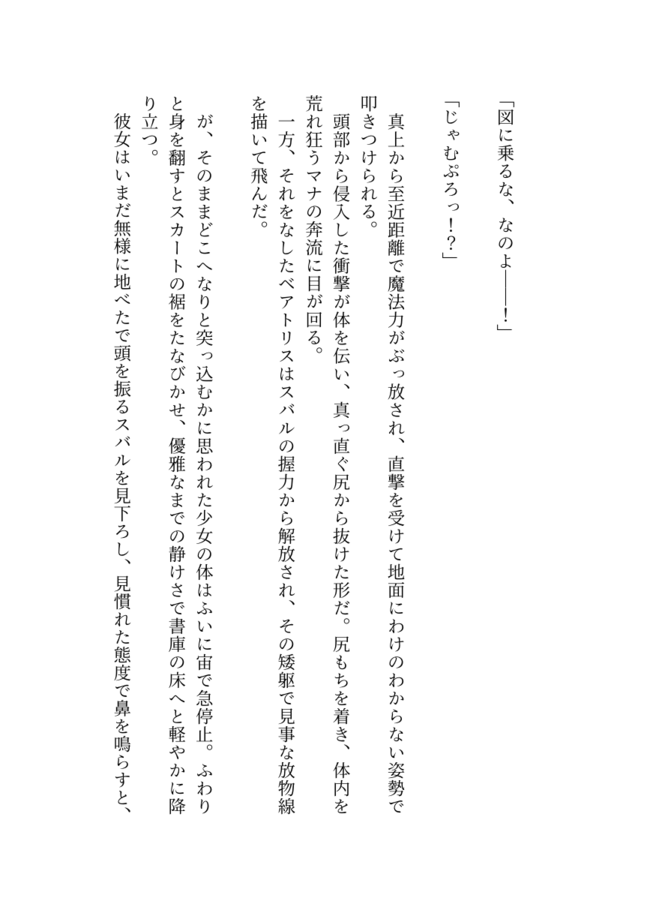 「図に乗るな、なのよ――！」
「じゃむぷろっ！？」
　真上から至近距離で魔法力がぶっ放され、直撃を受けて地面にわけのわからない姿勢で
叩きつけられる。
　頭部から侵入した衝撃が体を伝い、真っ直ぐ尻から抜けた形だ。尻もちを着き、体内を
荒れ狂うマナの奔流に目が回る。
　一方、それをなしたベアトリスはスバルの握力から解放され、その矮躯で見事な放物線
を描いて飛んだ。
　が、そのままどこへなりと突っ込むかに思われた少女の体はふいに宙で急停止。ふわり
と身を翻すとスカートの裾をたなびかせ、優雅なまでの静けさで書庫の床へと軽やかに降
り立つ。
　彼女はいまだ無様に地べたで頭を振るスバルを見下ろし、見慣れた態度で鼻を鳴らすと、